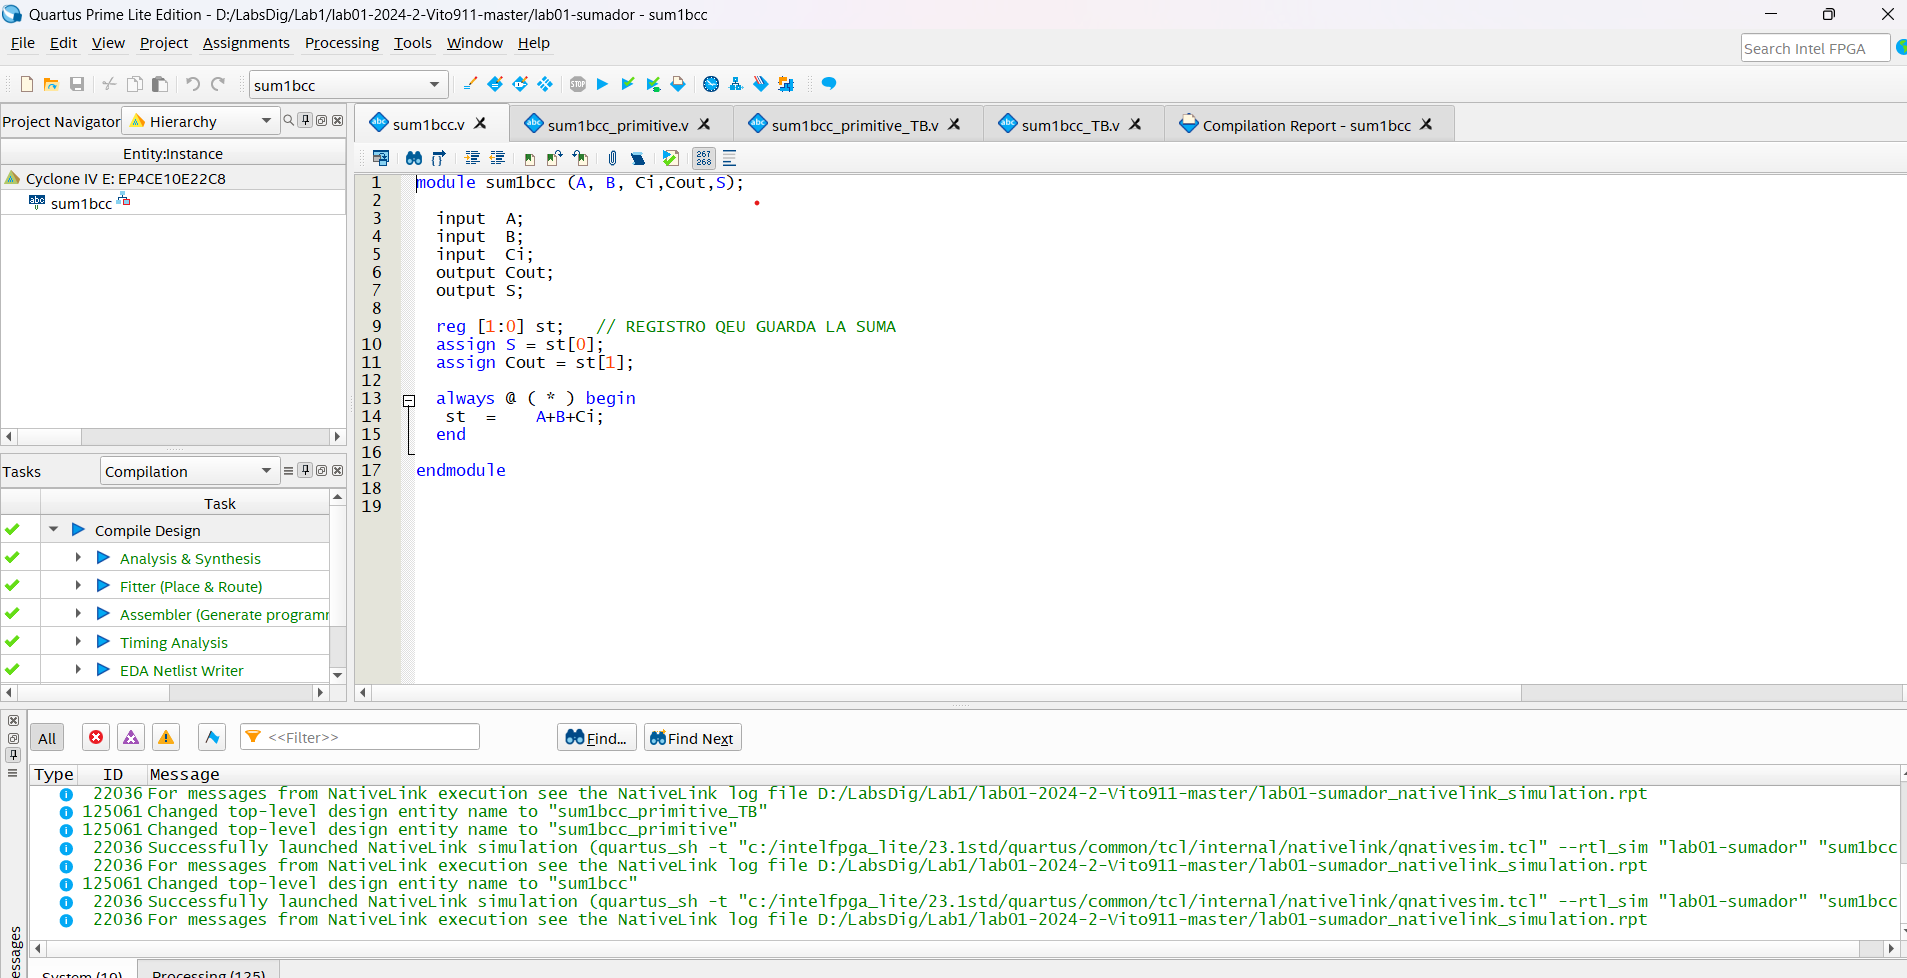 Quartus Prime Lite Edition - D:/LabsDig/Lab1/lab01-2024-2-Vito911-master/lab01-sumador - sum1bcc
File Edit View Project Assignments Processing Tools Window Help
Search Intel FPGA
sum1bcc
STOP
Project Navigator Hierarchy
Entity:Instance
Cyclone IV E: EP4CE10E22C8
abc sum1bcc
Tasks Compilation
Task
Compile Design
Analysis & Synthesis
Fitter (Place & Route)
Assembler (Generate programm
Timing Analysis
EDA Netlist Writer
abc sum1bcc.v abc sum1bcc_primitive.v abc sum1bcc_primitive_TB.v abc sum1bcc_TB.v Compilation Report - sum1bcc
267
268
1 module sum1bcc (A, B, Ci,Cout,S);
2
3 input  A;
4 input  B;
5 input  Ci;
6 output Cout;
7 output S;
8
9 reg [1:0] st;   // REGISTRO QEU GUARDA LA SUMA
10 assign S = st[0];
11 assign Cout = st[1];
12
13 always @ ( * ) begin
14 st  =    A+B+Ci;
15 end
16
17 endmodule
18
19
All <<Filter>> Find... Find Next
Type ID Message
22036 For messages from NativeLink execution see the NativeLink log file D:/LabsDig/Lab1/lab01-2024-2-Vito911-master/lab01-sumador_nativelink_simulation.rpt
125061 Changed top-level design entity name to "sum1bcc_primitive_TB"
125061 Changed top-level design entity name to "sum1bcc_primitive"
22036 Successfully launched NativeLink simulation (quartus_sh -t "c:/intelfpga_lite/23.1std/quartus/common/tcl/internal/nativelink/qnativesim.tcl" --rtl_sim "lab01-sumador" "sum1bcc
22036 For messages from NativeLink execution see the NativeLink log file D:/LabsDig/Lab1/lab01-2024-2-Vito911-master/lab01-sumador_nativelink_simulation.rpt
125061 Changed top-level design entity name to "sum1bcc"
22036 Successfully launched NativeLink simulation (quartus_sh -t "c:/intelfpga_lite/23.1std/quartus/common/tcl/internal/nativelink/qnativesim.tcl" --rtl_sim "lab01-sumador" "sum1bcc
22036 For messages from NativeLink execution see the NativeLink log file D:/LabsDig/Lab1/lab01-2024-2-Vito911-master/lab01-sumador_nativelink_simulation.rpt
essages
System (19) Processing (125)